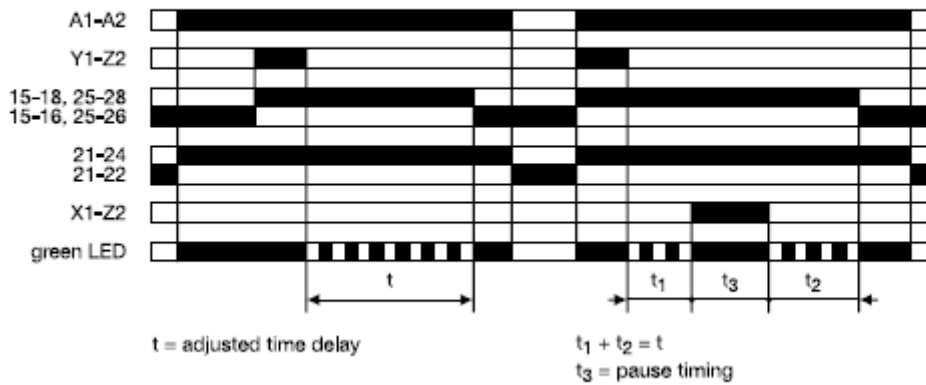 A1-A2
Y1-Z2
15-18, 25-28
15-16, 25-26
21-24
21-22
X1-Z2
green LED
t t₁ t₃ t₂
t = adjusted time delay
t₁ + t₂ = t
t₃ = pause timing